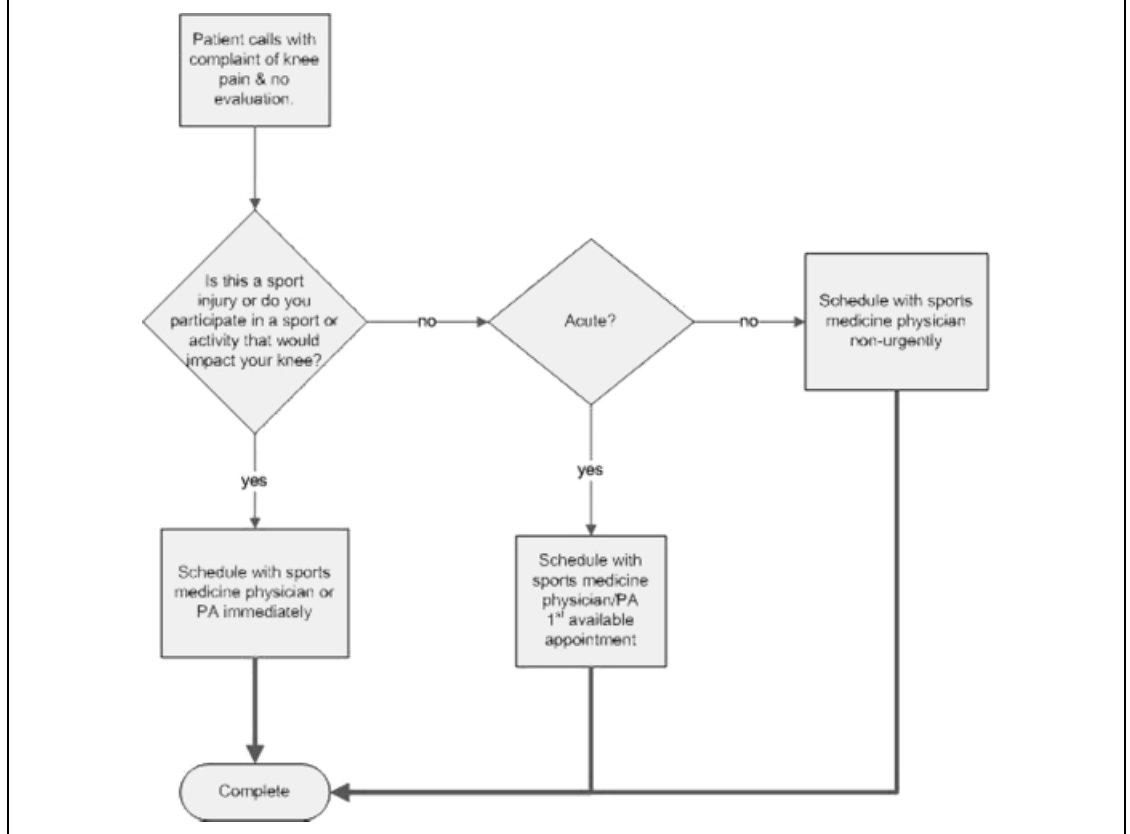 Patient calls with
complaint of knee
pain & no
evaluation.
Is this a sport
injury or do you
participate in a sport or
activity that would
impact your knee?
no
Acute?
no
Schedule with sports
medicine physician
non-urgently
yes
yes
Schedule with sports
medicine physician or
PA immediately
Schedule with
sports medicine
physician/PA
1st available
appointment
Complete